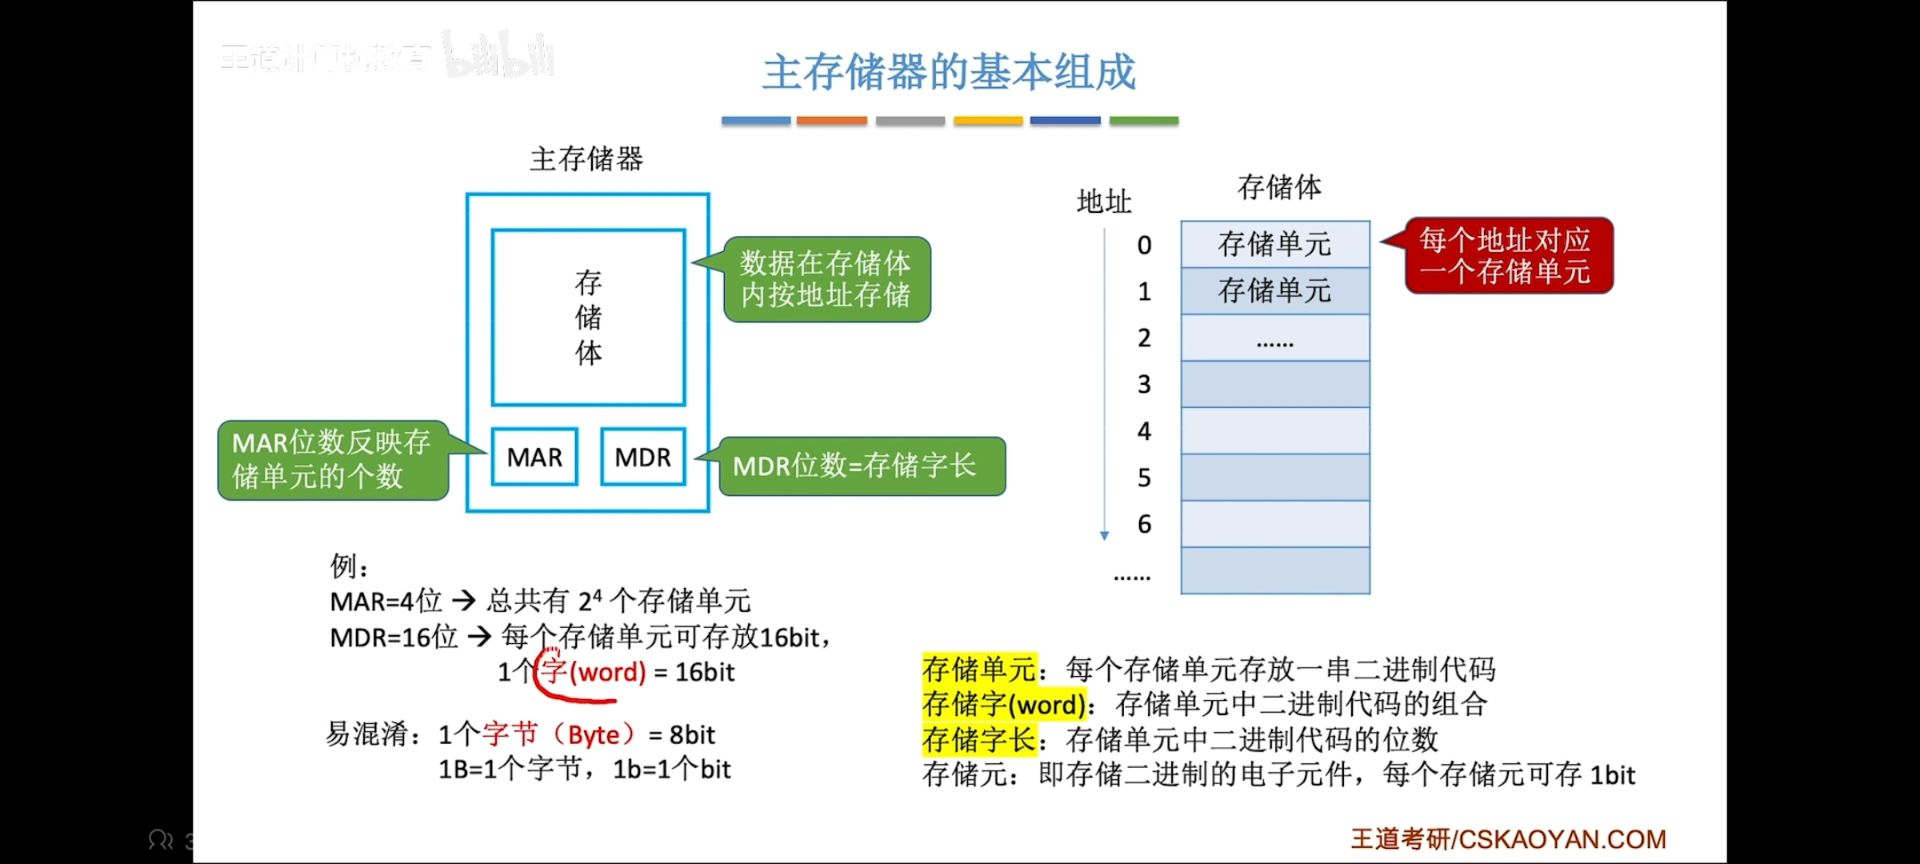 王道计算机教育 bilibili
主存储器的基本组成
主存储器
存
储
体
数据在存储体
内按地址存储
MAR位数反映存
储单元的个数
MAR
MDR
MDR位数=存储字长
地址
存储体
0
存储单元
1
存储单元
2
......
3
4
5
6
......
每个地址对应
一个存储单元
例：
MAR=4位 → 总共有 2⁴ 个存储单元
MDR=16位 → 每个存储单元可存放16bit，
1个字(word) = 16bit
易混淆：1个字节（Byte）= 8bit
1B=1个字节，1b=1个bit
存储单元：每个存储单元存放一串二进制代码
存储字(word)：存储单元中二进制代码的组合
存储字长：存储单元中二进制代码的位数
存储元：即存储二进制的电子元件，每个存储元可存 1bit
王道考研/CSKAOYAN.COM